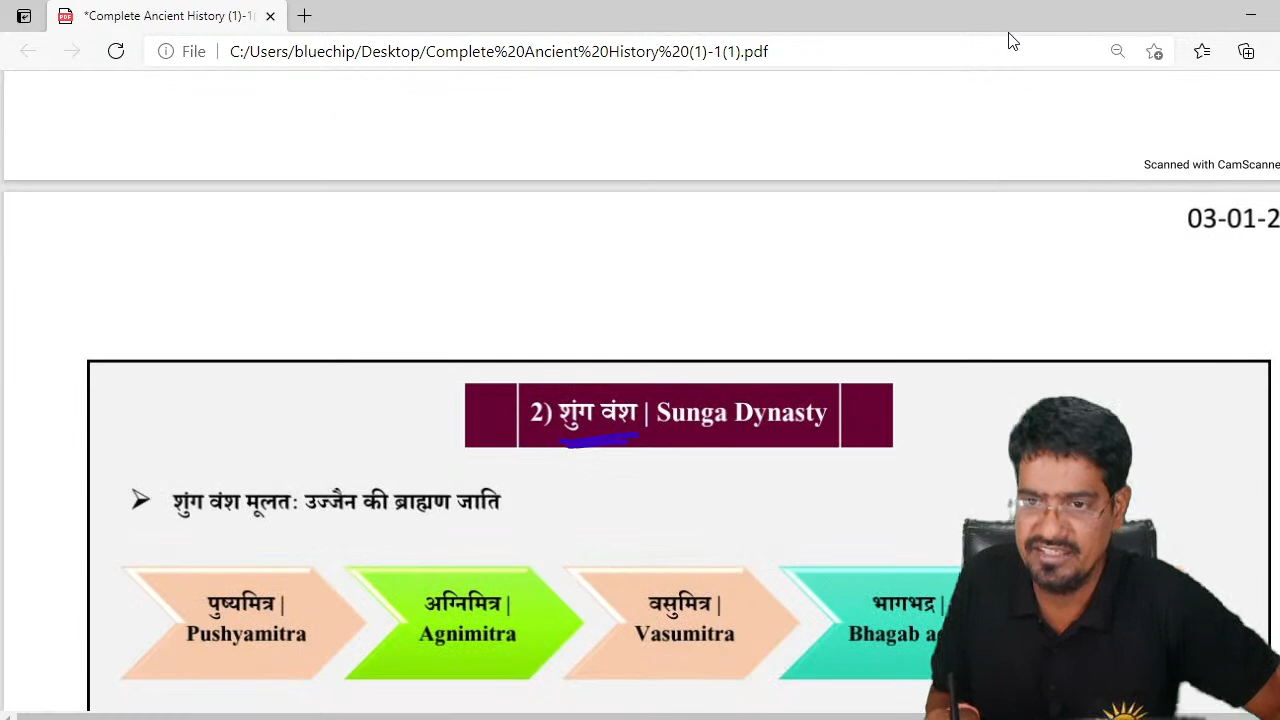 *Complete Ancient History (1)-1(
File
C:/Users/bluechip/Desktop/Complete%20Ancient%20History%20(1)-1(1).pdf
Scanned with CamScanne
03-01-2
2) शुंग वंश | Sunga Dynasty
शुंग वंश मूलत: उज्जैन की ब्राह्मण जाति
पुष्यमित्र |
Pushyamitra
अग्निमित्र |
Agnimitra
वसुमित्र |
Vasumitra
भागभद्र |
Bhagab